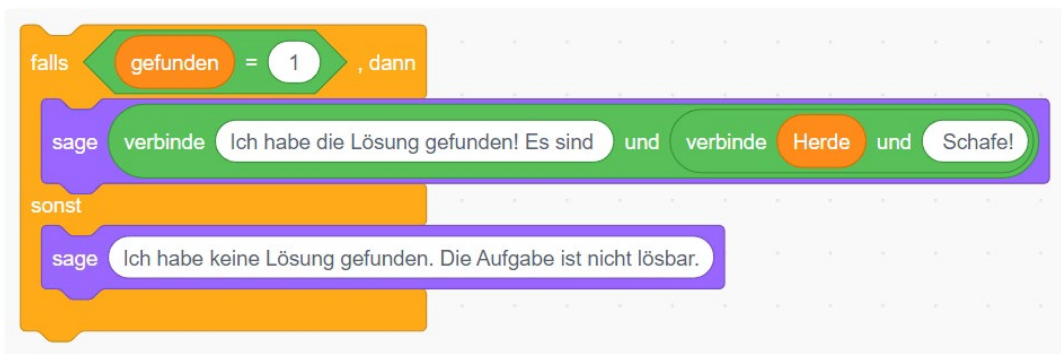 falls gefunden = 1 , dann
sage verbinde Ich habe die Lösung gefunden! Es sind und verbinde Herde und Schafe!
sonst
sage Ich habe keine Lösung gefunden. Die Aufgabe ist nicht lösbar.